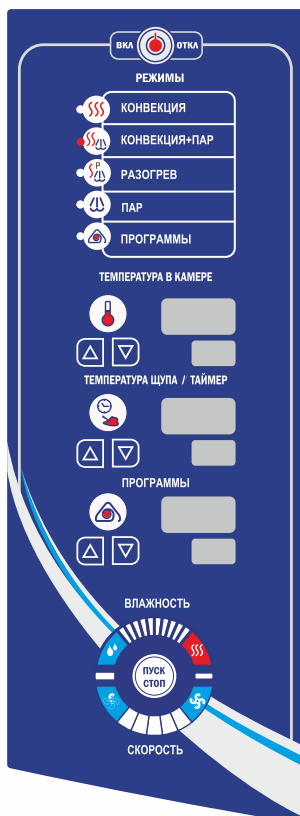 ВКЛ ОТКЛ
РЕЖИМЫ
КОНВЕКЦИЯ
КОНВЕКЦИЯ+ПАР
Р
РАЗОГРЕВ
ПАР
ПРОГРАММЫ
ТЕМПЕРАТУРА В КАМЕРЕ
ТЕМПЕРАТУРА ЩУПА / ТАЙМЕР
ПРОГРАММЫ
ВЛАЖНОСТЬ
ПУСК
СТОП
СКОРОСТЬ